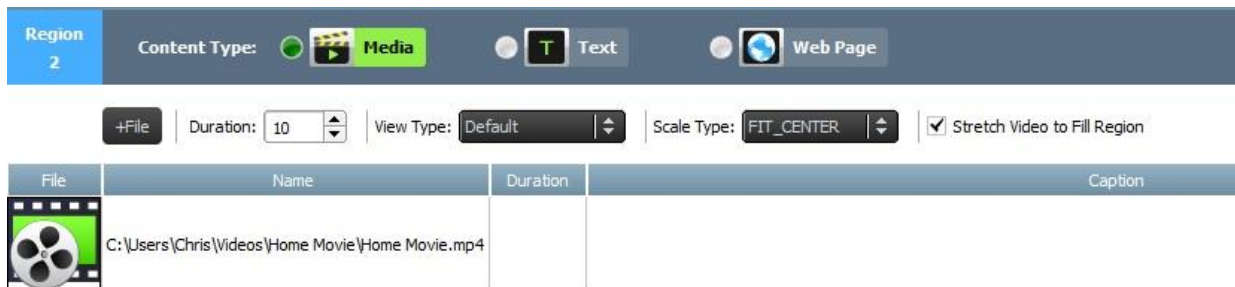 Region
2
Content Type: Media T Text Web Page
+File Duration: 10 View Type: Default Scale Type: FIT_CENTER Stretch Video to Fill Region
File Name Duration Caption
C:\Users\Chris\Videos\Home Movie\Home Movie.mp4